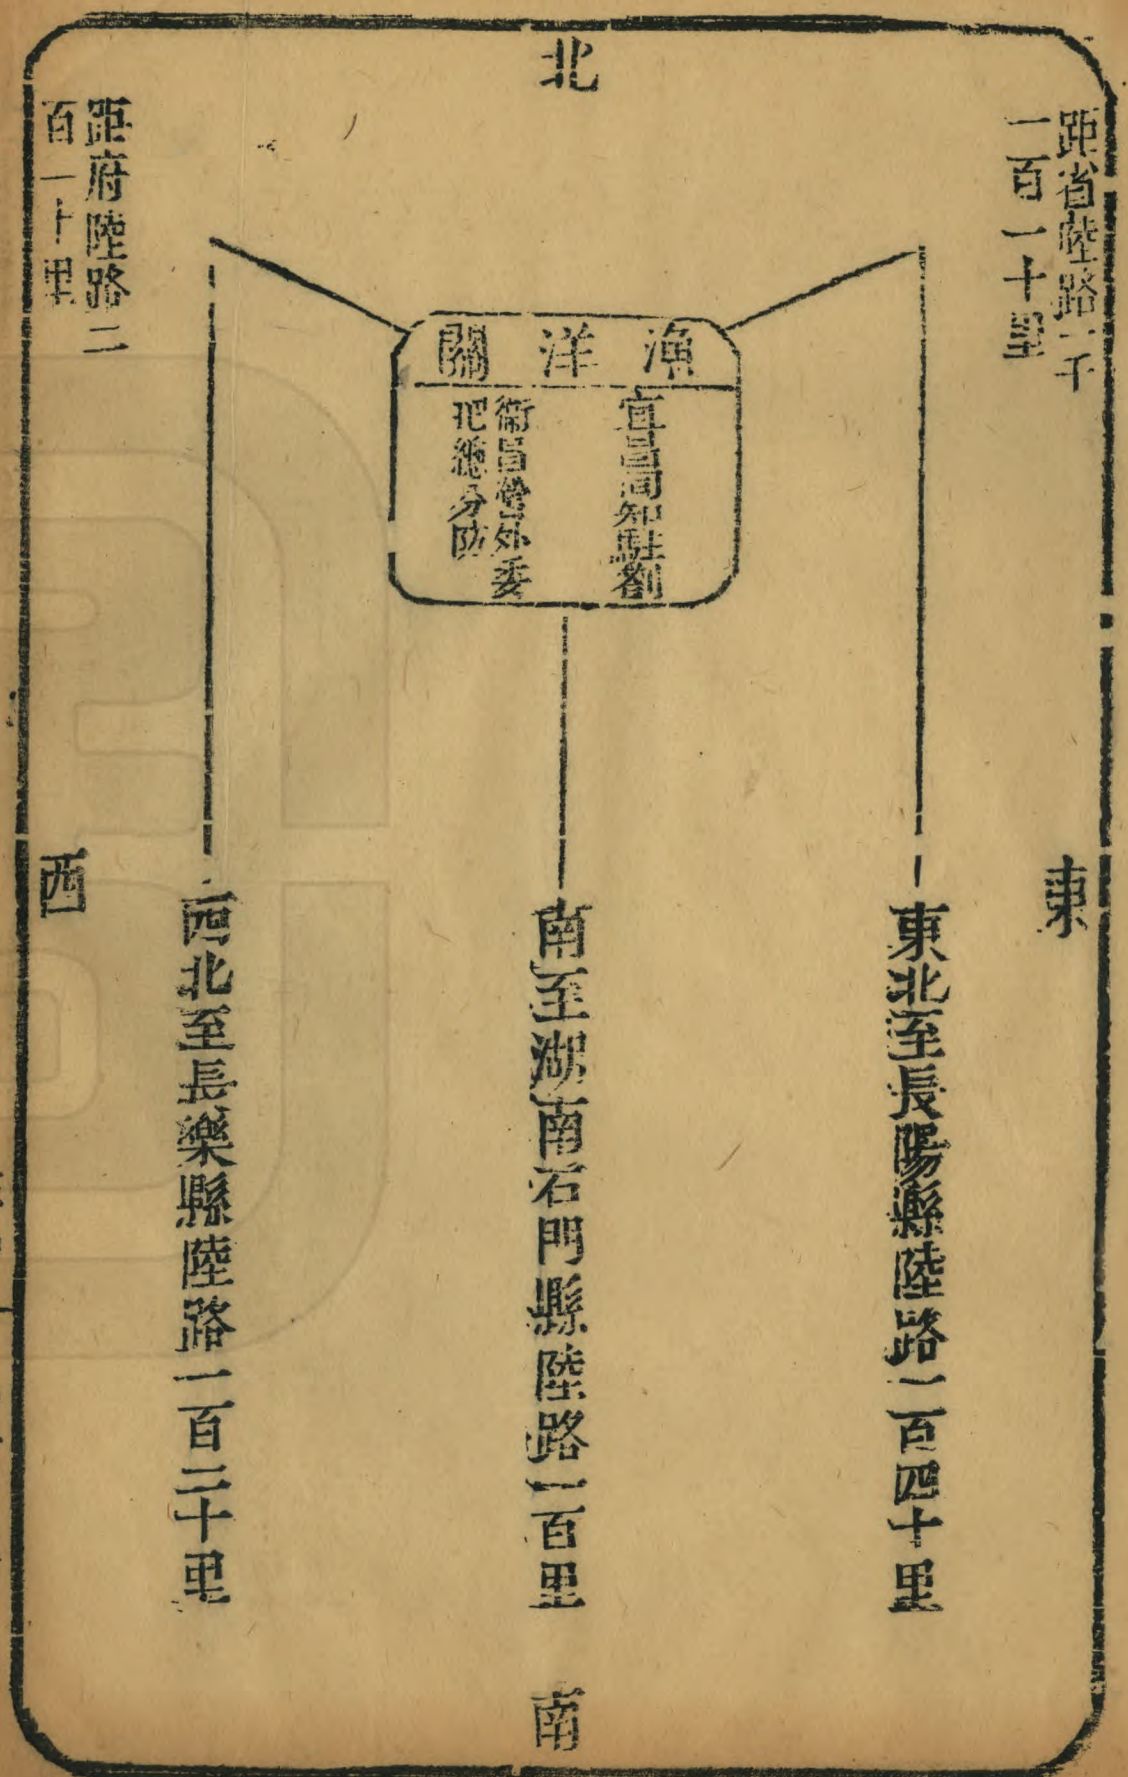 北
距省陸路一千
一百一十里
漁洋關
宜昌同知駐劄
衞昌營外委
把總分防
距府陸路二
百一十里
東
東北至長陽縣陸路一百四十里
南至湖南石門縣陸路一百里
西北至長樂縣陸路一百二十里
西
南